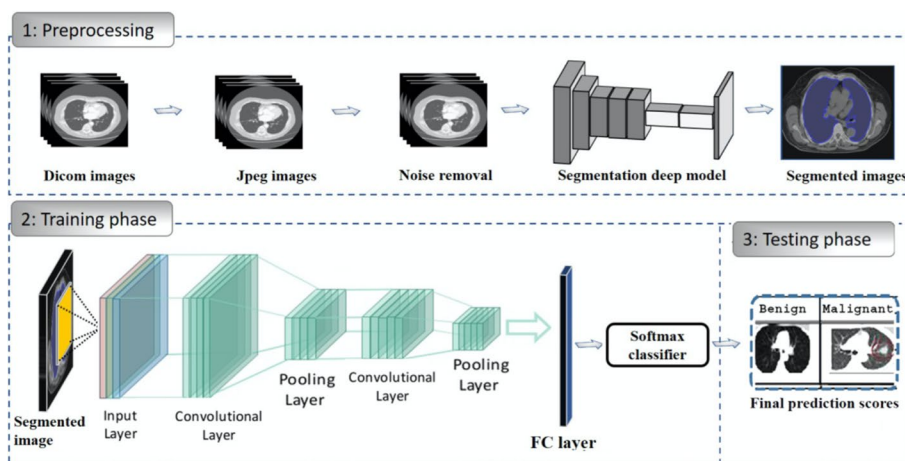 1: Preprocessing
Dicom images
Jpeg images
Noise removal
Segmentation deep model
Segmented images
2: Training phase
3: Testing phase
Segmented
image
Input
Layer
Convolutional
Layer
Pooling
Layer
Convolutional
Layer
Pooling
Layer
FC layer
Softmax
classifier
Benign
Malignant
Final prediction scores